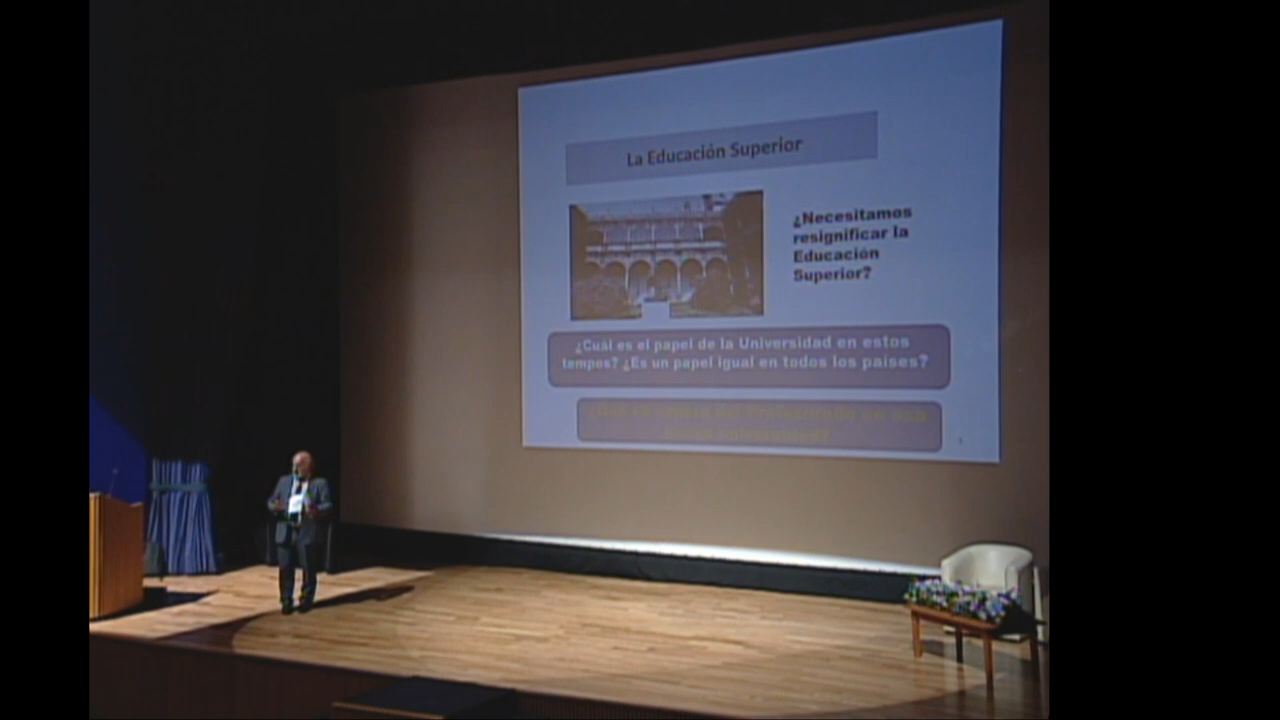 La Educación Superior
¿Necesitamos
resignificar la
Educación
Superior?
¿Cuál es el papel de la Universidad en estos
tempos? ¿Es un papel igual en todos los países?